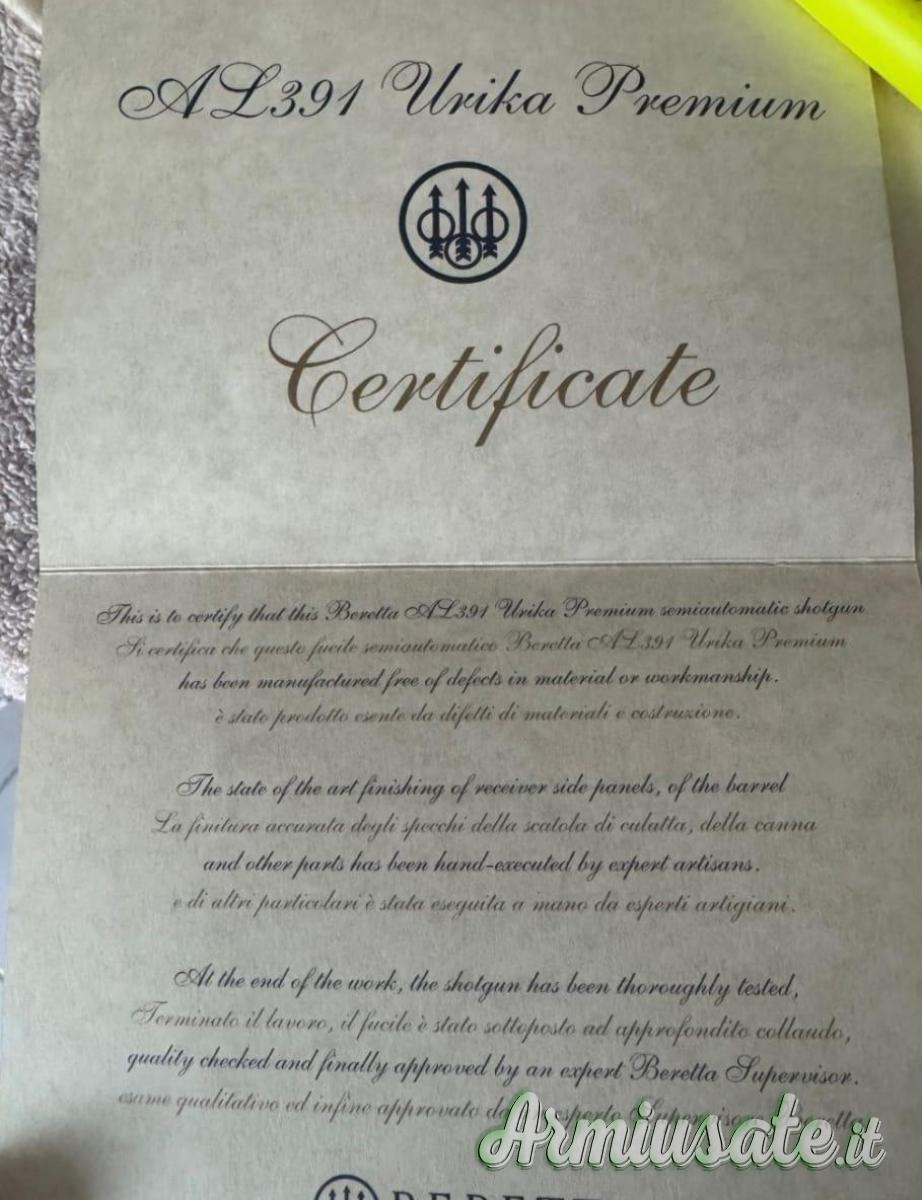 AL391 Urika Premium
Certificate
This is to certify that this Beretta AL391 Urika Premium semiautomatic shotgun
Si certifica che questo fucile semiautomatico Beretta AL391 Urika Premium
has been manufactured free of defects in material or workmanship.
è stato prodotto esente da difetti di materiali e costruzione.
The state of the art finishing of receiver side panels, of the barrel
La finitura accurata degli specchi della scatola di culatta, della canna
and other parts has been hand-executed by expert artisans.
e di altri particolari è stata eseguita a mano da esperti artigiani.
At the end of the work, the shotgun has been thoroughly tested,
Terminato il lavoro, il fucile è stato sottoposto ad approfondito collaudo,
quality checked and finally approved by an expert Beretta Supervisor.
esame qualitativo ed infine approvato da esperto Supervisore Beretta
Armiusate.it